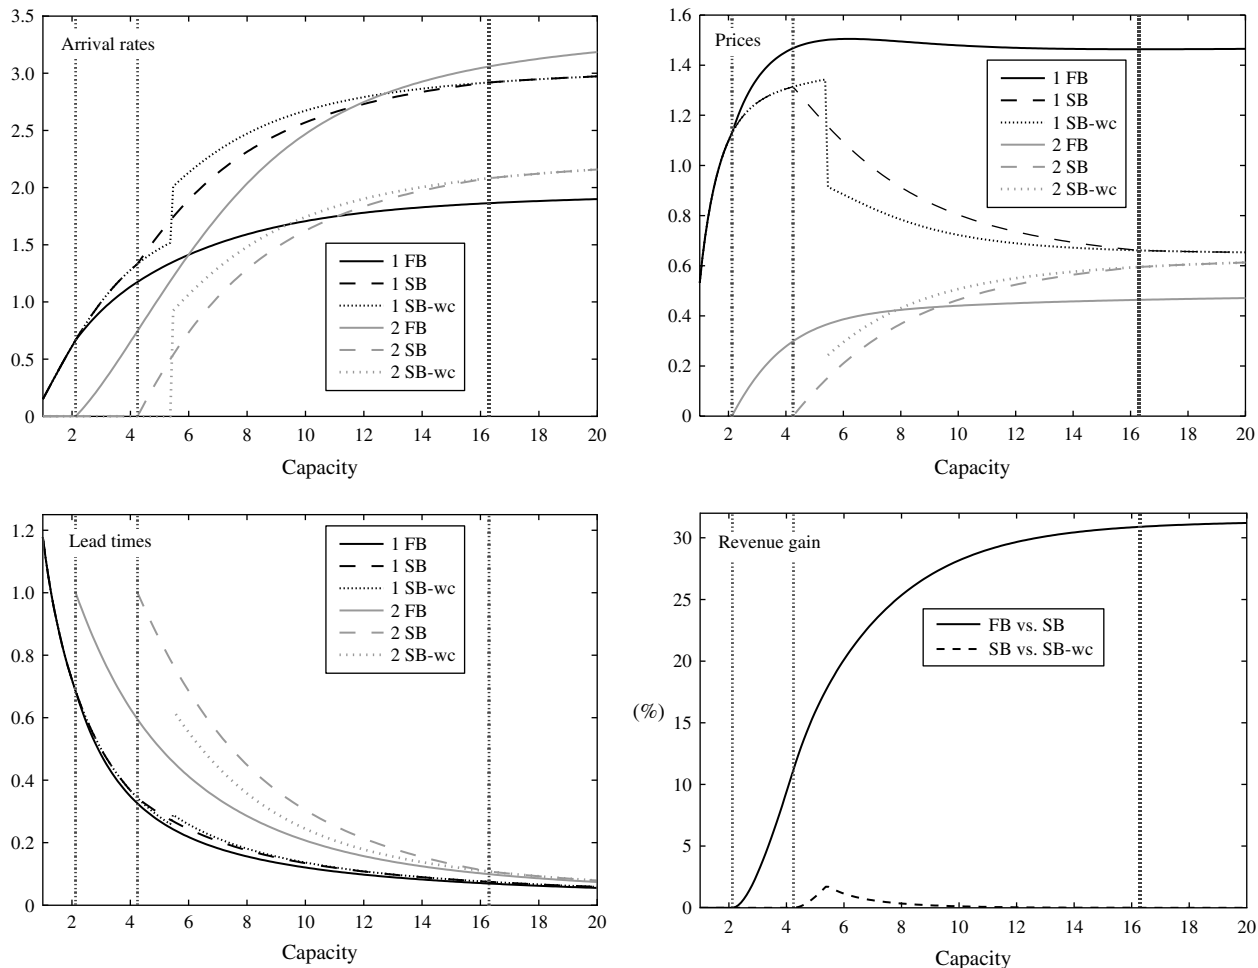 Arrival rates
3.5
3.0
2.5
2.0
1.5
1.0
0.5
0
1 FB
1 SB
1 SB-wc
2 FB
2 SB
2 SB-wc
2 4 6 8 10 12 14 16 18 20
Capacity
Prices
1.6
1.4
1.2
1.0
0.8
0.6
0.4
0.2
0
1 FB
1 SB
1 SB-wc
2 FB
2 SB
2 SB-wc
2 4 6 8 10 12 14 16 18 20
Capacity
Lead times
1.2
1.0
0.8
0.6
0.4
0.2
0
1 FB
1 SB
1 SB-wc
2 FB
2 SB
2 SB-wc
2 4 6 8 10 12 14 16 18 20
Capacity
Revenue gain
30
25
20
(%)
15
10
5
0
FB vs. SB
SB vs. SB-wc
2 4 6 8 10 12 14 16 18 20
Capacity